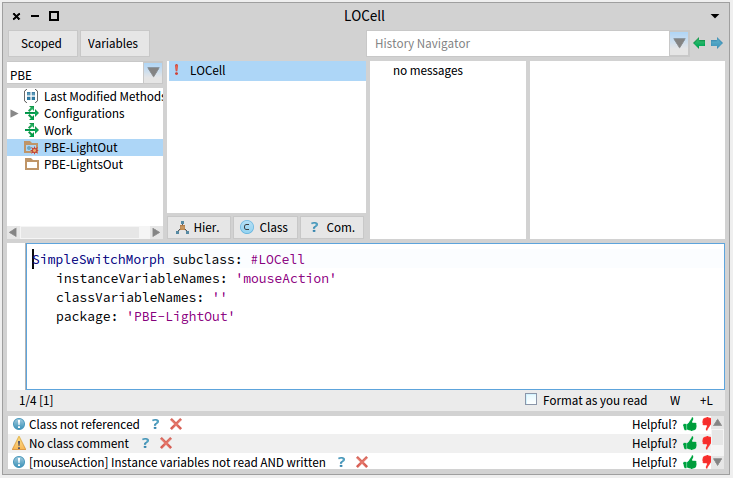 LOCell
Scoped
Variables
History Navigator
PBE
Last Modified Methods
Configurations
Work
PBE-LightOut
PBE-LightsOut
LOCell
no messages
Hier.
Class
Com.
SimpleSwitchMorph subclass: #LOCell
instanceVariableNames: 'mouseAction'
classVariableNames: ''
package: 'PBE-LightOut'
1/4 [1]
Format as you read
W
+L
Class not referenced ?
Helpful?
No class comment ?
Helpful?
[mouseAction] Instance variables not read AND written ?
Helpful?